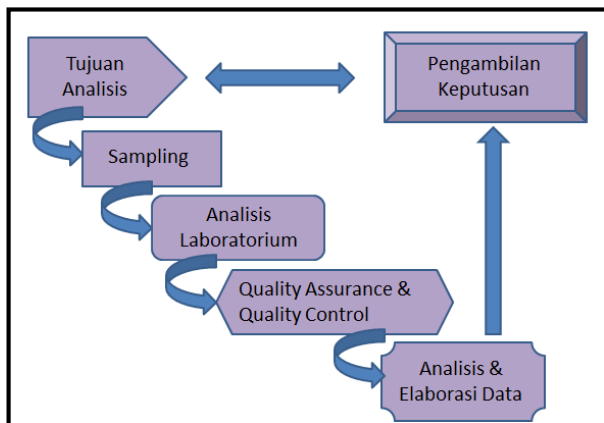 Tujuan
Analisis
Pengambilan
Keputusan
Sampling
Analisis
Laboratorium
Quality Assurance &
Quality Control
Analisis &
Elaborasi Data